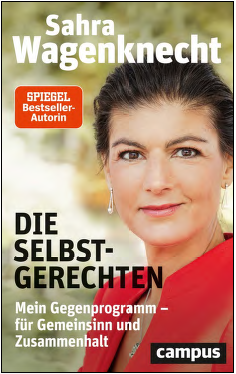 Sahra
Wagenknecht
SPIEGEL
Bestseller-
Autorin
DIE
SELBST-
GERECHTEN
Mein Gegenprogramm –
für Gemeinsinn und
Zusammenhalt
campus